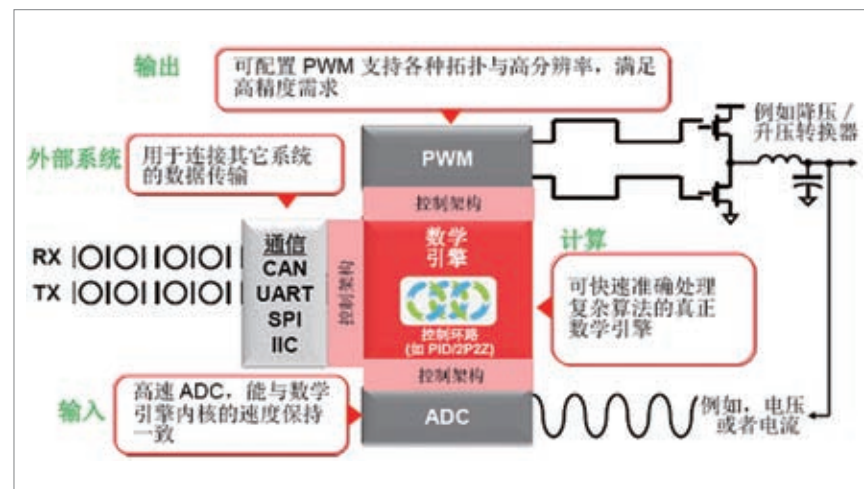 输出
可配置 PWM 支持各种拓扑与高分辨率，满足
高精度需求
例如降压 /
升压转换器
外部系统
用于连接其它系统
的数据传输
PWM
控制架构
RX |OIOII IOIOI
TX |OIOII IOIOI
通信
CAN
UART
SPI
IIC
控制架构
数学
引擎
控制环路
(如 PID/2P2Z)
计算
可快速准确处理
复杂算法的真正
数学引擎
控制架构
输入
高速 ADC，能与数学
引擎内核的速度保持
一致
ADC
例如，电压
或者电流